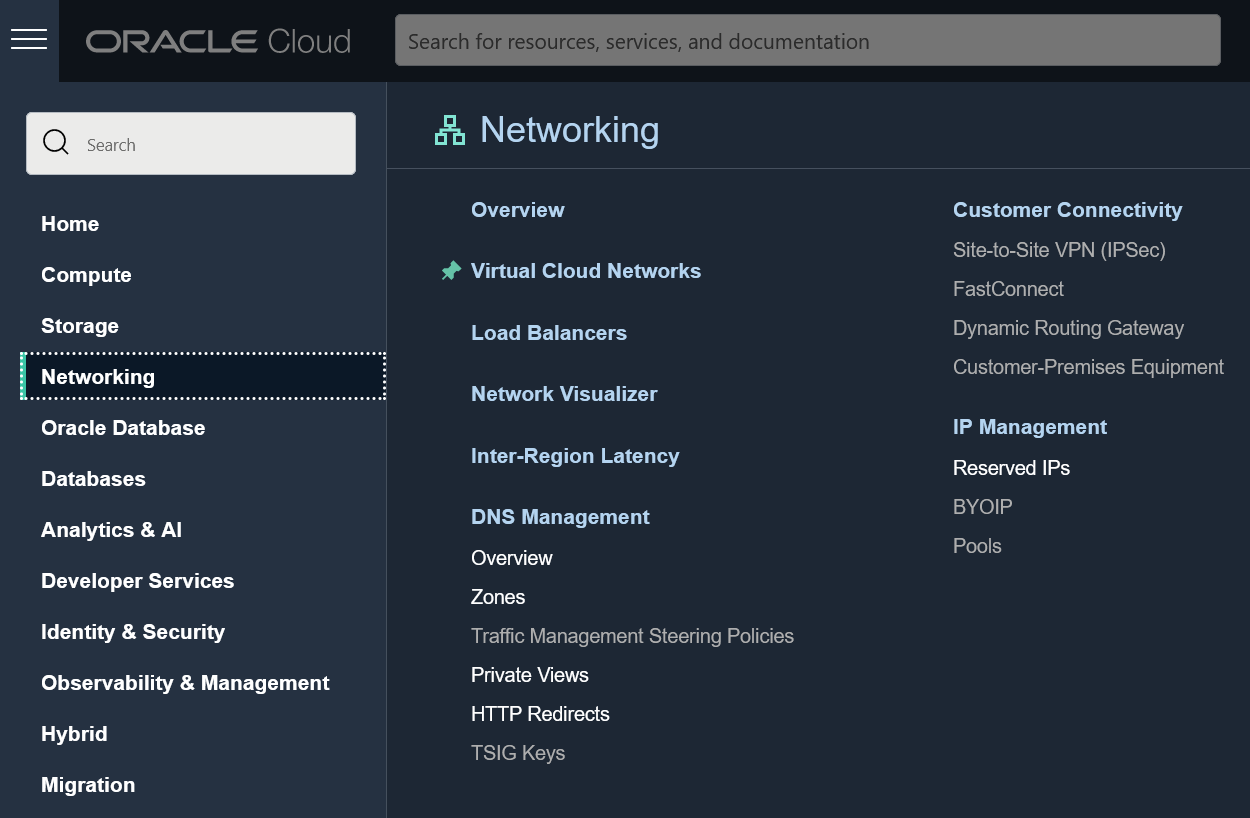 ORACLE Cloud
Search for resources, services, and documentation
Search
Home
Compute
Storage
Networking
Oracle Database
Databases
Analytics & AI
Developer Services
Identity & Security
Observability & Management
Hybrid
Migration
Networking
Overview
Virtual Cloud Networks
Load Balancers
Network Visualizer
Inter-Region Latency
DNS Management
Overview
Zones
Traffic Management Steering Policies
Private Views
HTTP Redirects
TSIG Keys
Customer Connectivity
Site-to-Site VPN (IPSec)
FastConnect
Dynamic Routing Gateway
Customer-Premises Equipment
IP Management
Reserved IPs
BYOIP
Pools